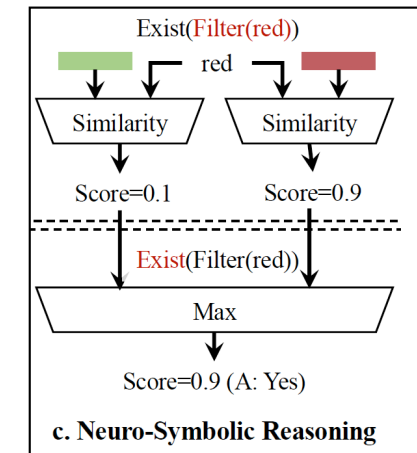 Exist(Filter(red))
red
Similarity Similarity
Score=0.1 Score=0.9
Exist(Filter(red))
Max
Score=0.9 (A: Yes)
c. Neuro-Symbolic Reasoning